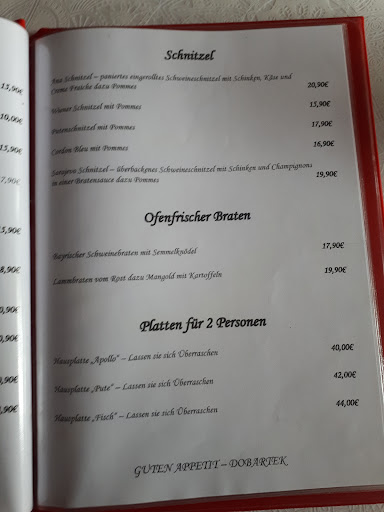 Schnitzel
Ana Schnitzel – paniertes eingerolltes Schweineschnitzel mit Schinken, Käse und
Creme Fraiche dazu Pommes 20,90€
Wiener Schnitzel mit Pommes 15,90€
Putenschnitzel mit Pommes 17,90€
Cordon Bleu mit Pommes 16,90€
Sarajevo Schnitzel – überbackenes Schweineschnitzel mit Schinken und Champignons
in einer Bratensauce dazu Pommes 19,90€
Ofenfrischer Braten
Bayrischer Schweinebraten mit Semmelknödel 17,90€
Lammbraten vom Rost dazu Mangold mit Kartoffeln 19,90€
Platten für 2 Personen
Hausplatte „Apollo“ – Lassen sie sich Überraschen 40,00€
Hausplatte „Pute“ – Lassen sie sich Überraschen 42,00€
Hausplatte „Fisch“ – Lassen sie sich Überraschen 44,00€
GUTEN APPETIT – DOBARTEK